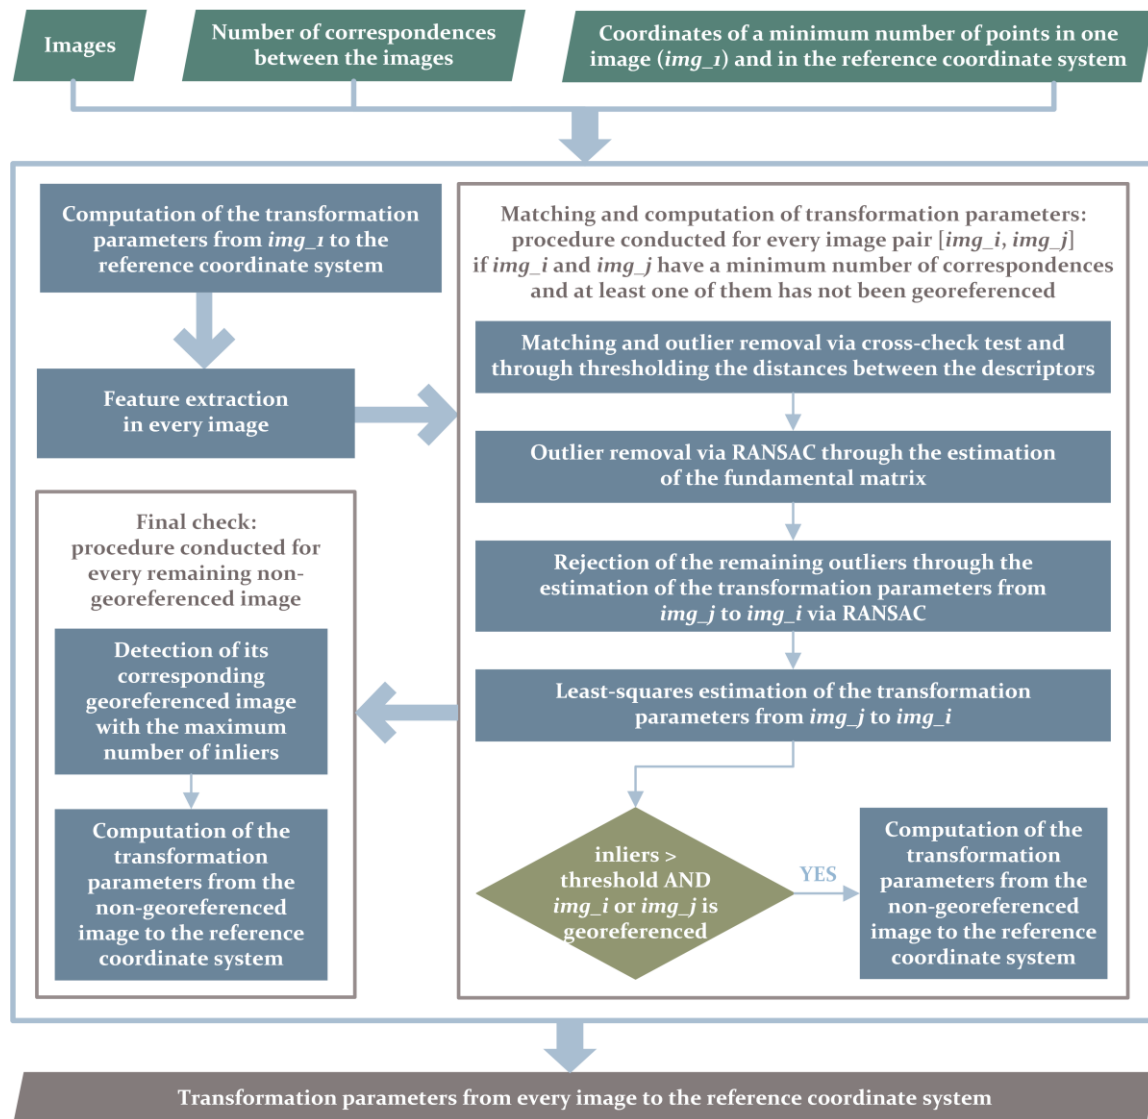 Images
Number of correspondences
between the images
Coordinates of a minimum number of points in one
image (img_1) and in the reference coordinate system
Computation of the transformation
parameters from img_1 to the
reference coordinate system
Feature extraction
in every image
Matching and computation of transformation parameters:
procedure conducted for every image pair [img_i, img_j]
if img_i and img_j have a minimum number of correspondences
and at least one of them has not been georeferenced
Matching and outlier removal via cross-check test and
through thresholding the distances between the descriptors
Outlier removal via RANSAC through the estimation
of the fundamental matrix
Rejection of the remaining outliers through the
estimation of the transformation parameters from
img_j to img_i via RANSAC
Least-squares estimation of the transformation
parameters from img_j to img_i
inliers >
threshold AND
img_i or img_j is
georeferenced
YES
Computation of the
transformation
parameters from the
non-georeferenced
image to the reference
coordinate system
Final check:
procedure conducted for
every remaining non-
georeferenced image
Detection of its
corresponding
georeferenced image
with the maximum
number of inliers
Computation of the
transformation
parameters from the
non-georeferenced
image to the reference
coordinate system
Transformation parameters from every image to the reference coordinate system